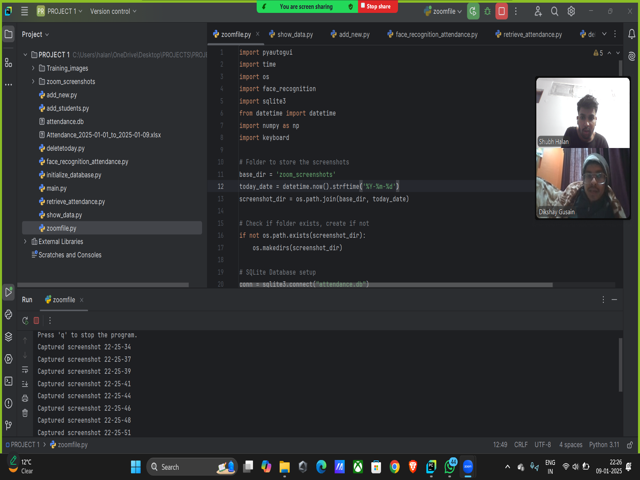 PR PROJECT 1
Version control
You are screen sharing
Stop share
zoomfile
Project
zoomfile.py
show_data.py
add_new.py
face_recognition_attendance.py
retrieve_attendance.py
PROJECT 1
Training_images
zoom_screenshots
add_new.py
add_students.py
attendance.db
Attendance_2025-01-01_to_2025-01-09.xlsx
deletetoday.py
face_recognition_attendance.py
initialize_database.py
main.py
retrieve_attendance.py
show_data.py
zoomfile.py
External Libraries
Scratches and Consoles
1 import pyautogui
2 import time
3 import os
4 import face_recognition
5 import sqlite3
6 from datetime import datetime
7 import numpy as np
8 import keyboard
10 # Folder to store the screenshots
11 base_dir = 'zoom_screenshots'
12 today_date = datetime.now().strftime('%Y-%m-%d')
13 screenshot_dir = os.path.join(base_dir, today_date)
15 # Check if folder exists, create if not
16 if not os.path.exists(screenshot_dir):
17 os.makedirs(screenshot_dir)
19 # SQLite Database setup
conn = sqlite3.connect("attendance.db")
5
Shubh Halan
Dikshay Gusain
Run
zoomfile
Press 'q' to stop the program.
Captured screenshot 22-25-34
Captured screenshot 22-25-37
Captured screenshot 22-25-39
Captured screenshot 22-25-41
Captured screenshot 22-25-44
Captured screenshot 22-25-46
Captured screenshot 22-25-48
Captured screenshot 22-25-51
PROJECT 1
zoomfile.py
12:49
CRLF
UTF-8
4 spaces
Python 3.11
12°C
Clear
Search
ENG
IN
22:26
09-01-2025